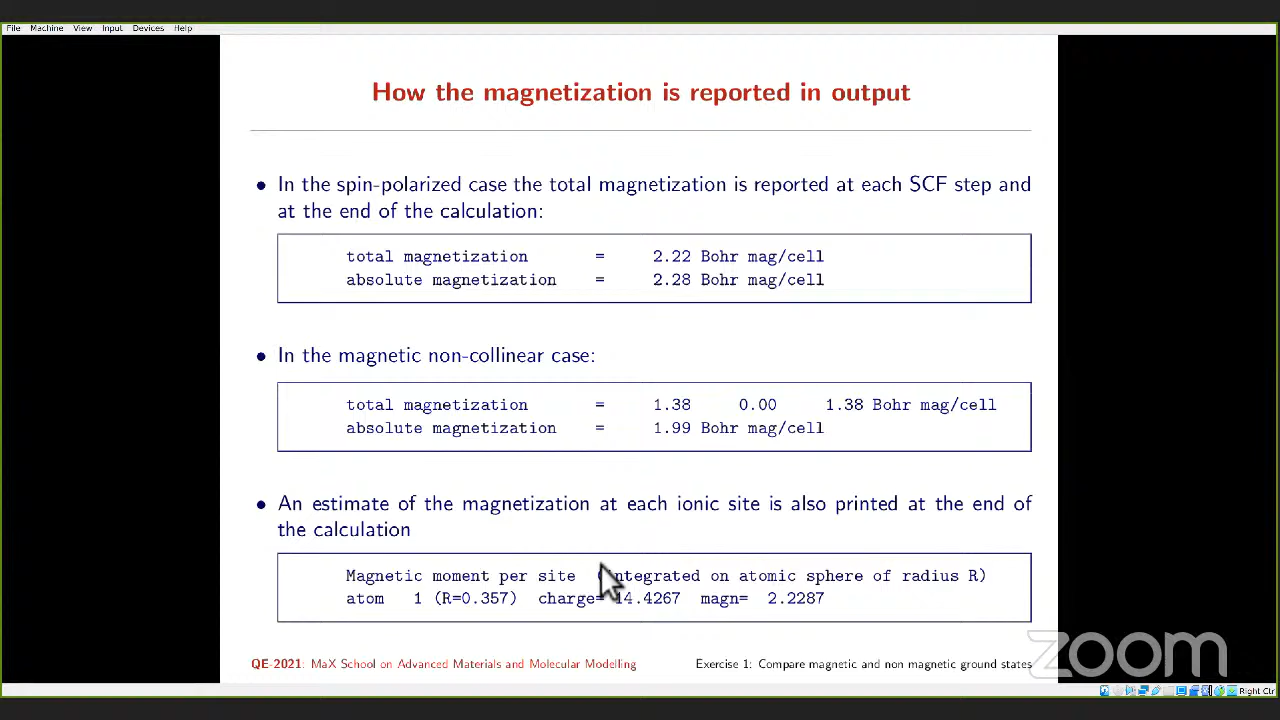 File Machine View Input Devices Help
How the magnetization is reported in output
• In the spin-polarized case the total magnetization is reported at each SCF step and
at the end of the calculation:
total magnetization = 2.22 Bohr mag/cell
absolute magnetization = 2.28 Bohr mag/cell
• In the magnetic non-collinear case:
total magnetization = 1.38 0.00 1.38 Bohr mag/cell
absolute magnetization = 1.99 Bohr mag/cell
• An estimate of the magnetization at each ionic site is also printed at the end of
the calculation
Magnetic moment per site (integrated on atomic sphere of radius R)
atom 1 (R=0.357) charge= 14.4267 magn= 2.2287
QE-2021: MaX School on Advanced Materials and Molecular Modelling
Exercise 1: Compare magnetic and non magnetic ground states
zoom
Right Ctr